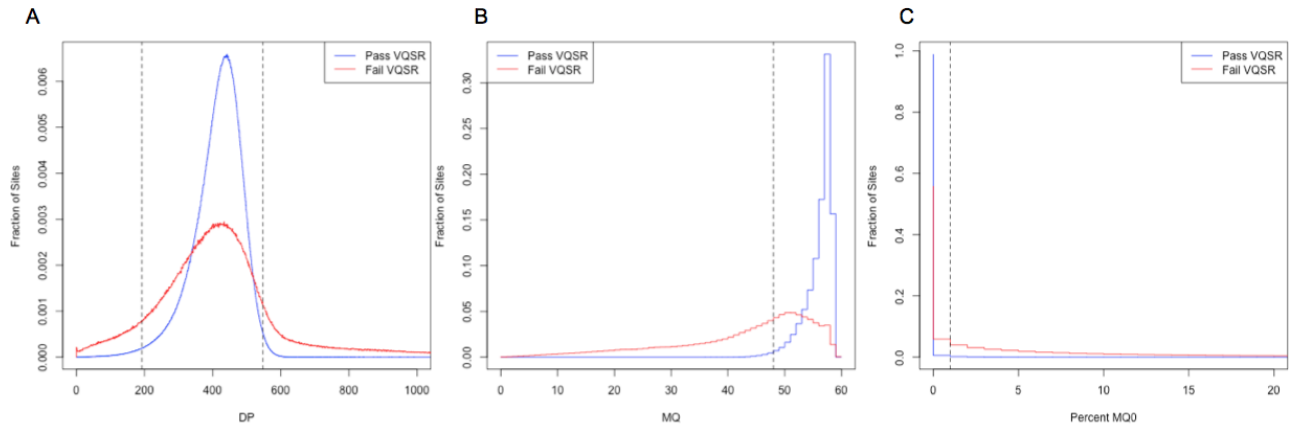 A
Pass VQSR
Fail VQSR
Fraction of Sites
0.000
0.001
0.002
0.003
0.004
0.005
0.006
0
200
400
600
800
1000
DP
B
Pass VQSR
Fail VQSR
Fraction of Sites
0.00
0.05
0.10
0.15
0.20
0.25
0.30
0
10
20
30
40
50
60
MQ
C
Pass VQSR
Fail VQSR
Fraction of Sites
0.0
0.2
0.4
0.6
0.8
1.0
0
5
10
15
20
Percent MQ0